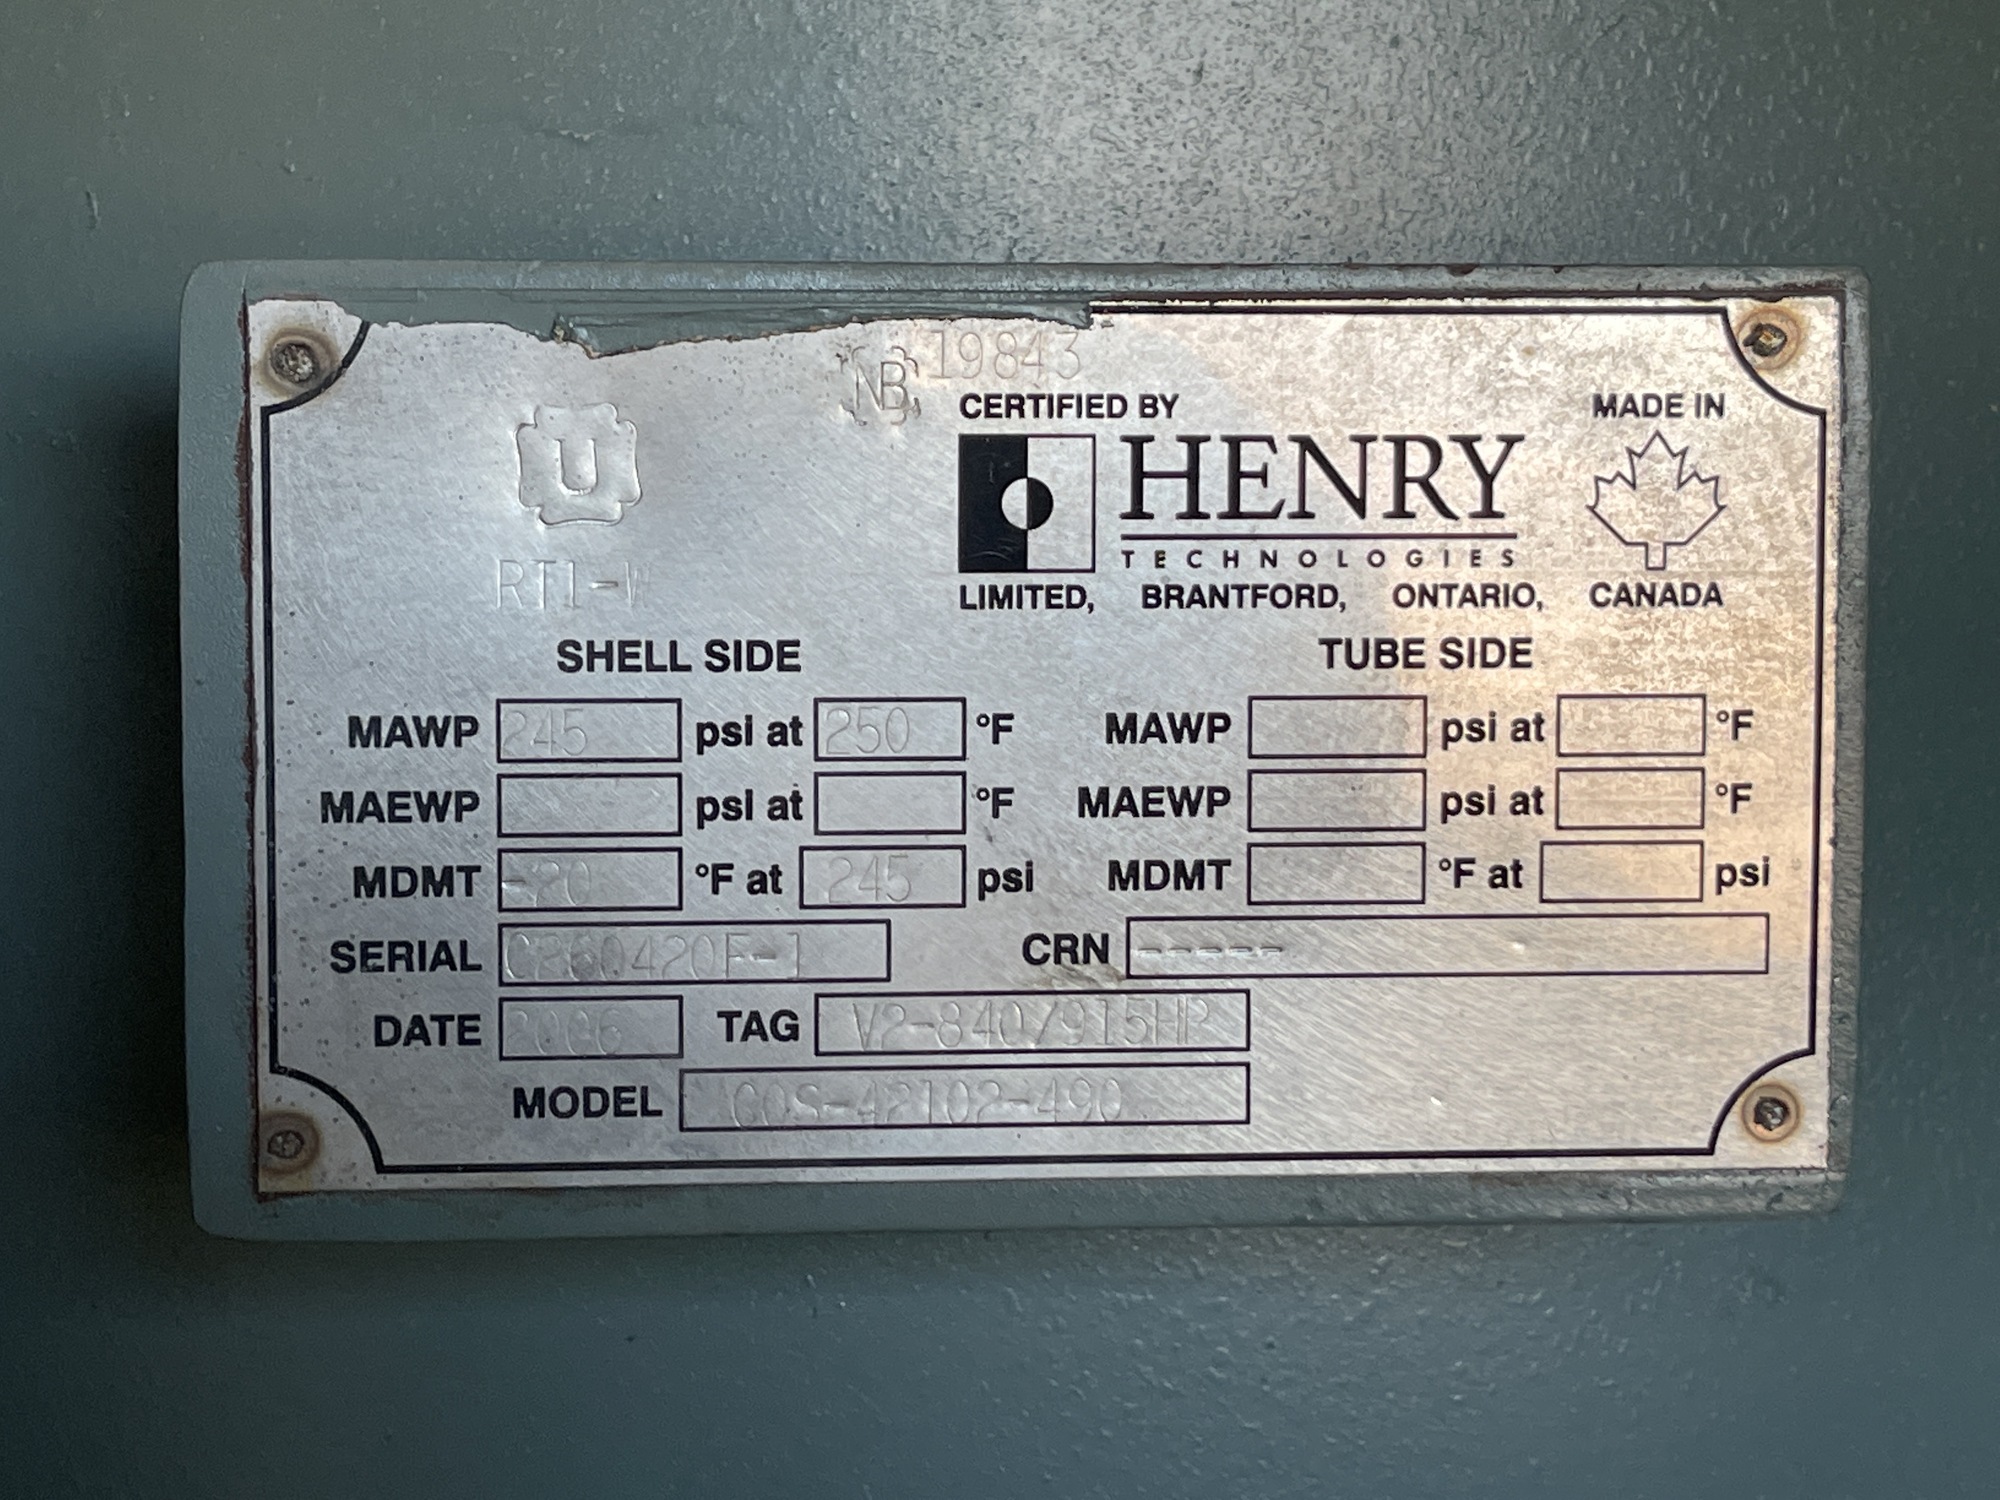 NB 19843
U
CERTIFIED BY
HENRY
TECHNOLOGIES
LIMITED, BRANTFORD, ONTARIO,
MADE IN
CANADA
RT1-W
SHELL SIDE
MAWP 245 psi at 250 °F
MAEWP psi at °F
MDMT -20 °F at 245 psi
TUBE SIDE
MAWP psi at °F
MAEWP psi at °F
MDMT °F at psi
SERIAL C260420F-1
CRN -----
DATE 2006 TAG V2-840/915HP
MODEL COS-42102-490